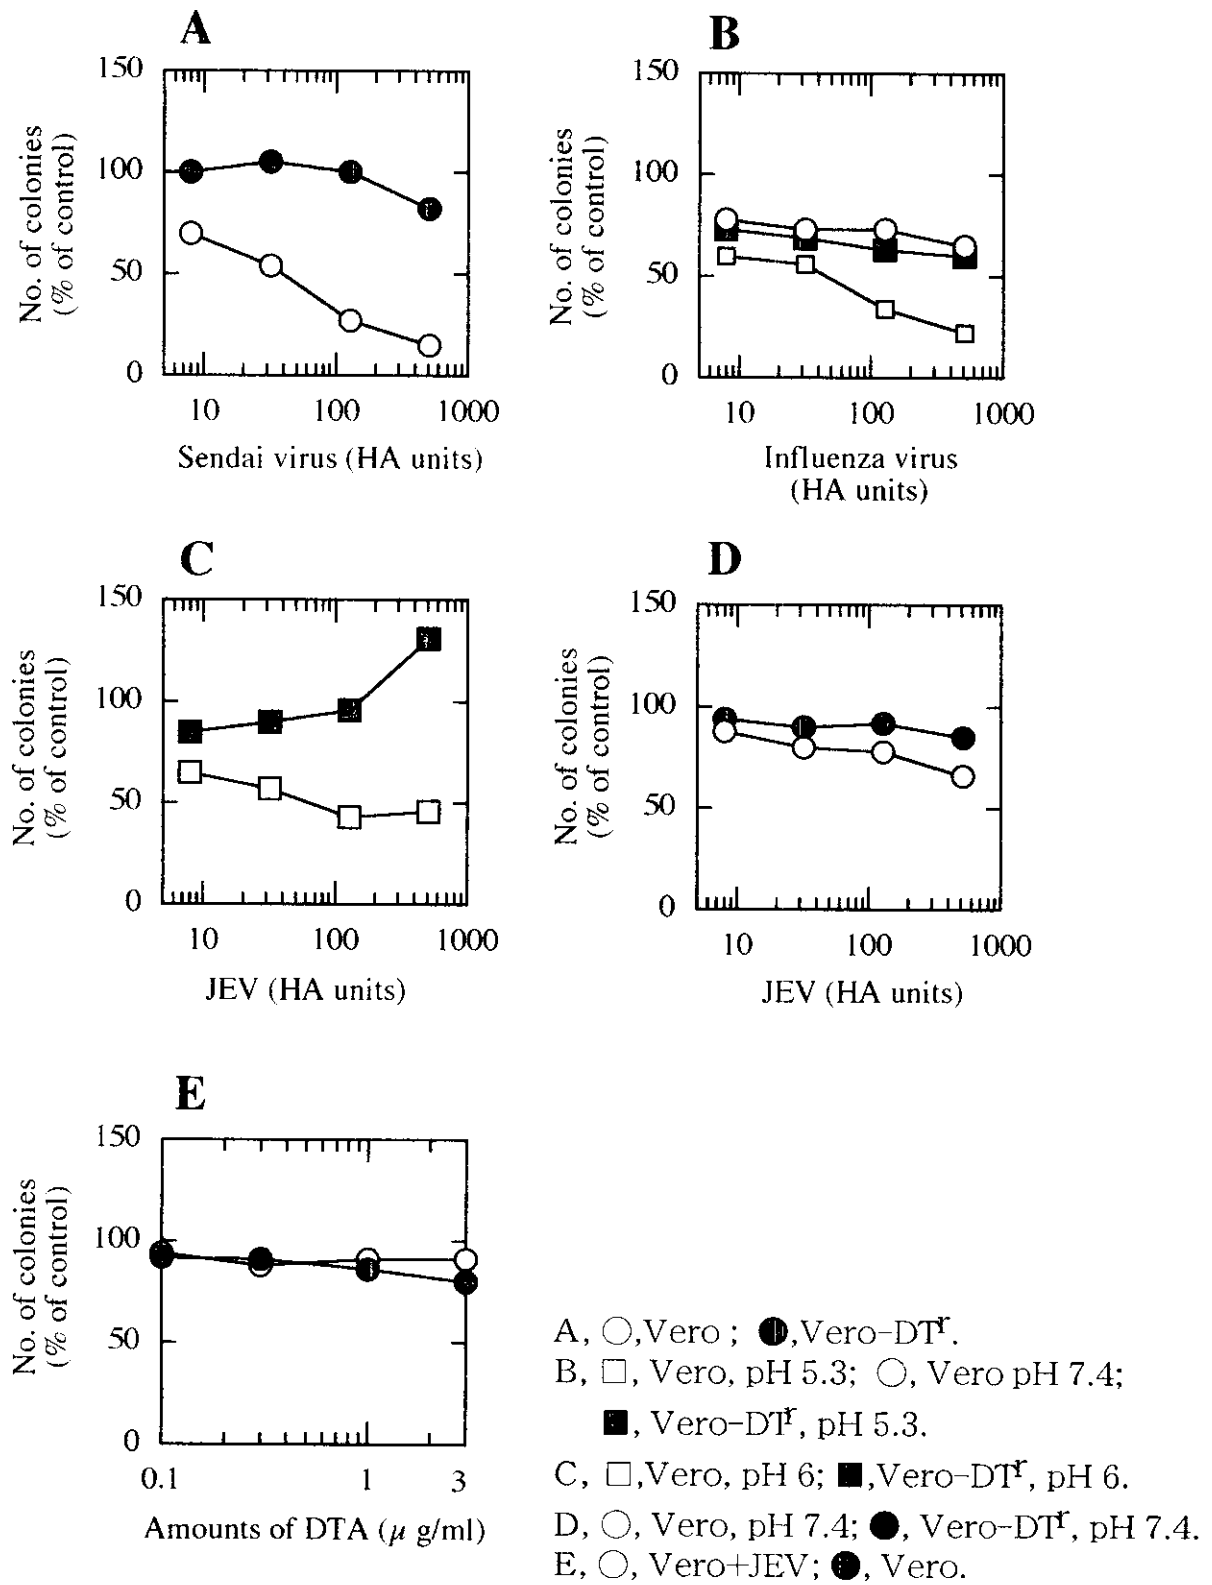 A
150
100
50
0
No. of colonies
(% of control)
10 100 1000
Sendai virus (HA units)
B
150
100
50
0
No. of colonies
(% of control)
10 100 1000
Influenza virus
(HA units)
C
150
100
50
0
No. of colonies
(% of control)
10 100 1000
JEV (HA units)
D
150
100
50
0
No. of colonies
(% of control)
10 100 1000
JEV (HA units)
E
150
100
50
0
No. of colonies
(% of control)
0.1 1 3
Amounts of DTA (μ g/ml)
A, ○,Vero ; ●,Vero-DTʳ.
B, □, Vero, pH 5.3; ○, Vero pH 7.4;
■, Vero-DTʳ, pH 5.3.
C, □,Vero, pH 6; ■,Vero-DTʳ, pH 6.
D, ○, Vero, pH 7.4; ●, Vero-DTʳ, pH 7.4.
E, ○, Vero+JEV; ●, Vero.